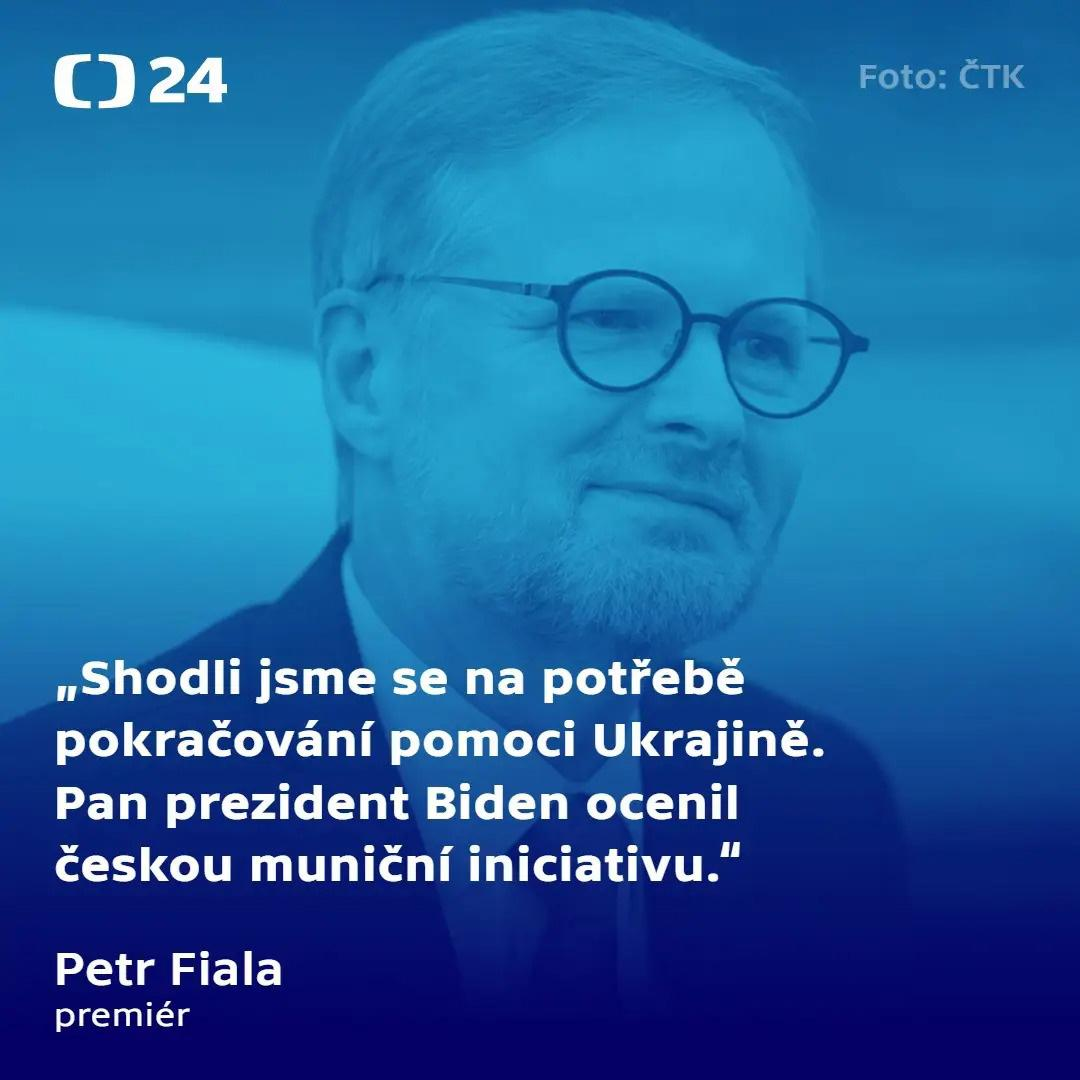 24
Foto: ČTK
„Shodli jsme se na potřebě
pokračování pomoci Ukrajině.
Pan prezident Biden ocenil
českou muniční iniciativu.“
Petr Fiala
premiér